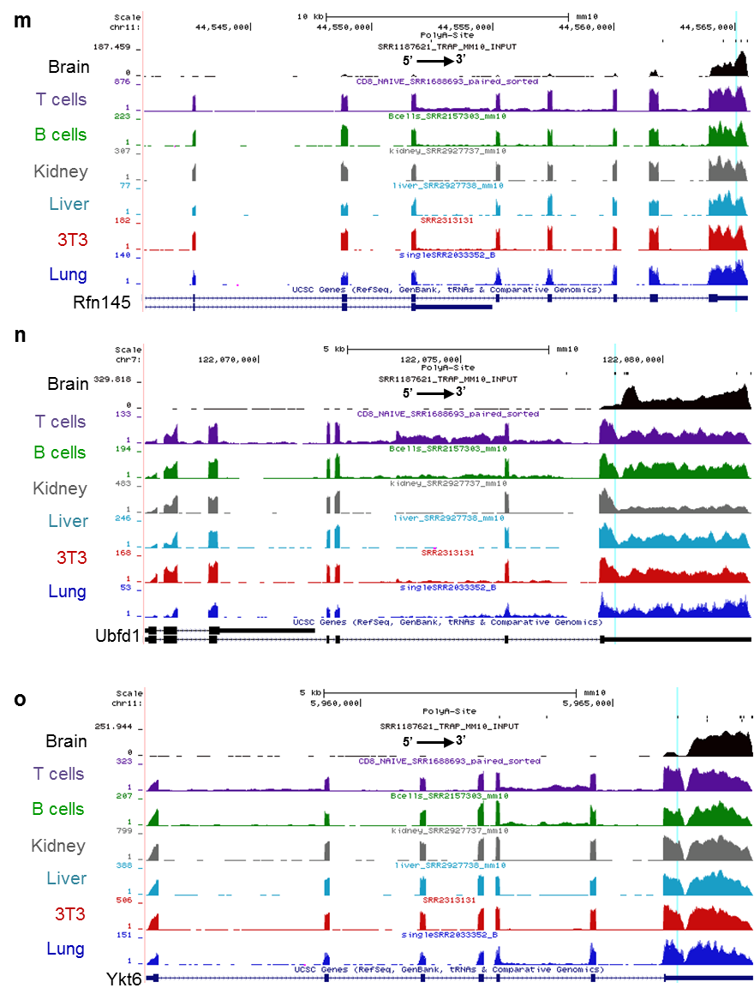 m
Scale 10 kb mm10
chr11: 44,545,000 44,550,000 44,555,000 44,560,000 44,565,000
PolyA-Site
187.459 SRR1187621_TRAP_MM10_INPUT
Brain 5' 3'
0
876 CD8_NAIVE_SRR1688693_paired_sorted
T cells
1
223 Bcells_SRR2157303_mm10
B cells
1
307 kidney_SRR2927737_mm10
Kidney
1
77 liver_SRR2927738_mm10
Liver
1
182 SRR2313131
3T3
1
140 singleSRR2033352_B
Lung
1
UCSC Genes (RefSeq, GenBank, tRNAs & Comparative Genomics)
Rfn145
n
Scale 5 kb mm10
chr7: 122,070,000 122,075,000 122,080,000
PolyA-Site
329.818 SRR1187621_TRAP_MM10_INPUT
Brain 5' 3'
0
133 CD8_NAIVE_SRR1688693_paired_sorted
T cells
1
194 Bcells_SRR2157303_mm10
B cells
1
483 kidney_SRR2927737_mm10
Kidney
1
246 liver_SRR2927738_mm10
Liver
1
168 SRR2313131
3T3
1
53 singleSRR2033352_B
Lung
1
UCSC Genes (RefSeq, GenBank, tRNAs & Comparative Genomics)
Ubfd1
o
Scale 5 kb mm10
chr11: 5,960,000 5,965,000
PolyA-Site
251.944 SRR1187621_TRAP_MM10_INPUT
Brain 5' 3'
0
323 CD8_NAIVE_SRR1688693_paired_sorted
T cells
1
207 Bcells_SRR2157303_mm10
B cells
1
799 kidney_SRR2927737_mm10
Kidney
1
388 liver_SRR2927738_mm10
Liver
1
506 SRR2313131
3T3
1
151 singleSRR2033352_B
Lung
1
UCSC Genes (RefSeq, GenBank, tRNAs & Comparative Genomics)
Ykt6